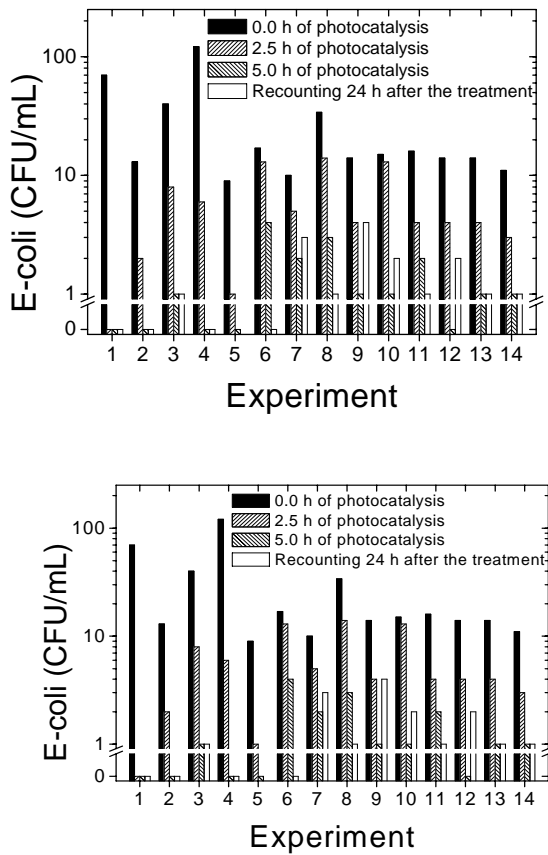 0.0 h of photocatalysis
2.5 h of photocatalysis
5.0 h of photocatalysis
Recounting 24 h after the treatment
E-coli (CFU/mL)
100
10
1
0
1 2 3 4 5 6 7 8 9 10 11 12 13 14
Experiment
0.0 h of photocatalysis
2.5 h of photocatalysis
5.0 h of photocatalysis
Recounting 24 h after the treatment
E-coli (CFU/mL)
100
10
1
0
1 2 3 4 5 6 7 8 9 10 11 12 13 14
Experiment